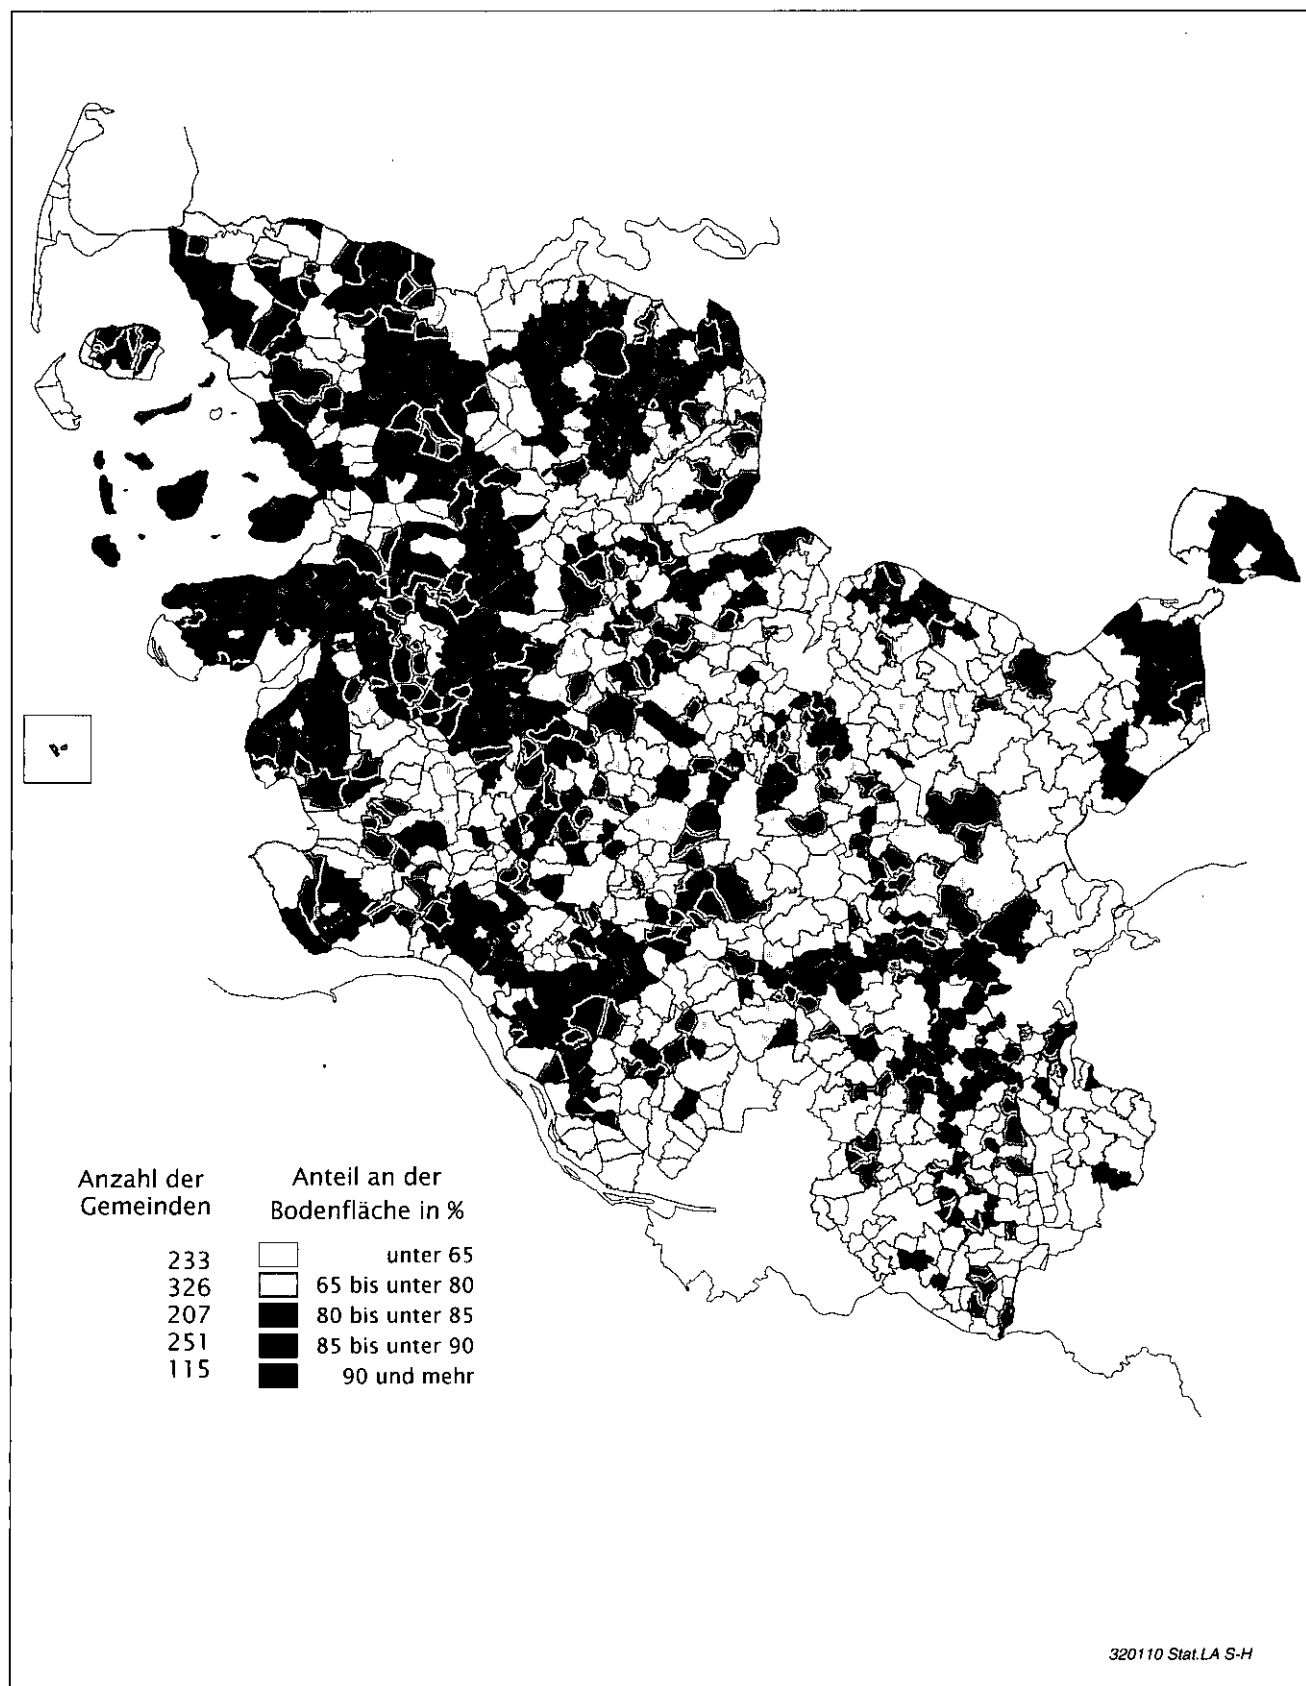 Anzahl der Gemeinden
Anteil an der Bodenfläche in %
233 unter 65
326 65 bis unter 80
207 80 bis unter 85
251 85 bis unter 90
115 90 und mehr
320110 Stat.LA S-H